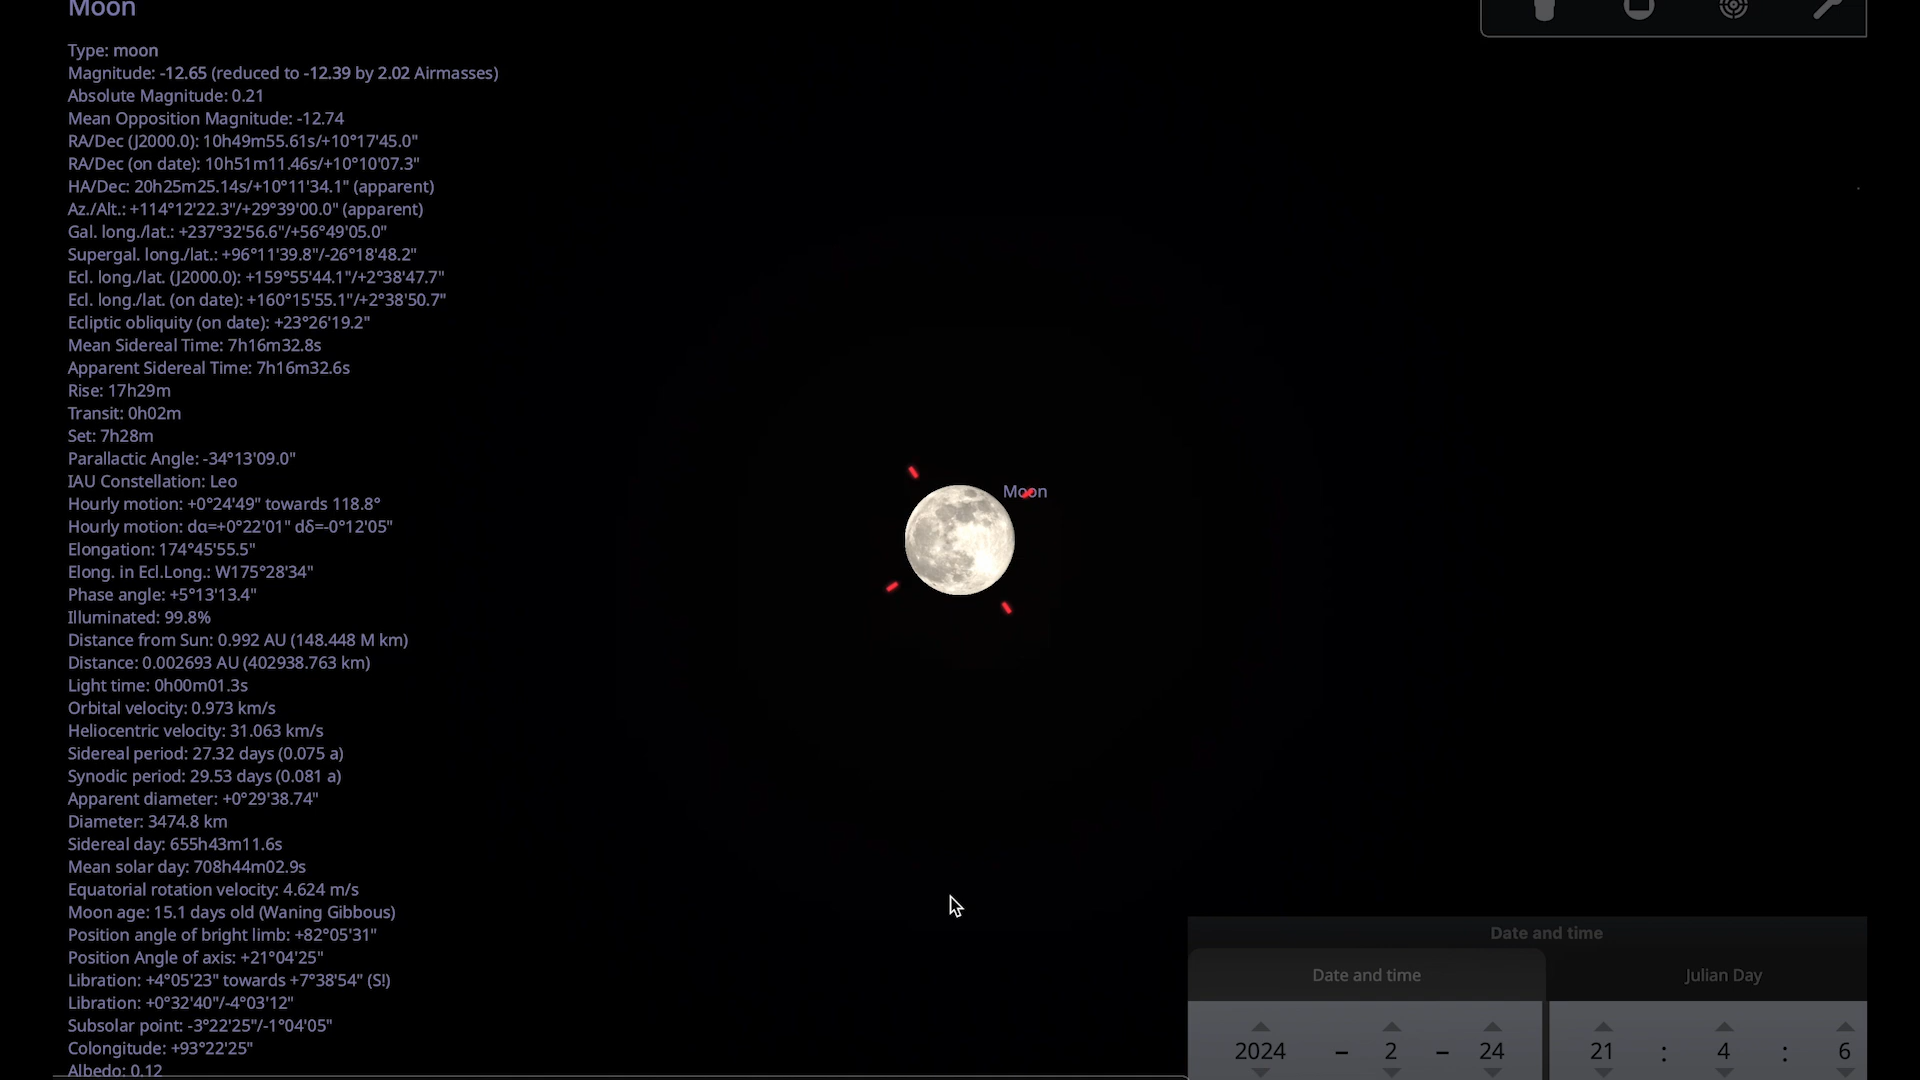 Moon
Type: moon
Magnitude: -12.65 (reduced to -12.39 by 2.02 Airmasses)
Absolute Magnitude: 0.21
Mean Opposition Magnitude: -12.74
RA/Dec (J2000.0): 10h49m55.61s/+10°17'45.0"
RA/Dec (on date): 10h51m11.46s/+10°10'07.3"
HA/Dec: 20h25m25.14s/+10°11'34.1" (apparent)
Az./Alt.: +114°12'22.3"/+29°39'00.0" (apparent)
Gal. long./lat.: +237°32'56.6"/+56°49'05.0"
Supergal. long./lat.: +96°11'39.8"/-26°18'48.2"
Ecl. long./lat. (J2000.0): +159°55'44.1"/+2°38'47.7"
Ecl. long./lat. (on date): +160°15'55.1"/+2°38'50.7"
Ecliptic obliquity (on date): +23°26'19.2"
Mean Sidereal Time: 7h16m32.8s
Apparent Sidereal Time: 7h16m32.6s
Rise: 17h29m
Transit: 0h02m
Set: 7h28m
Parallactic Angle: -34°13'09.0"
IAU Constellation: Leo
Hourly motion: +0°24'49" towards 118.8°
Hourly motion: dα=+0°22'01" dδ=-0°12'05"
Elongation: 174°45'55.5"
Elong. in Ecl.Long.: W175°28'34"
Phase angle: +5°13'13.4"
Illuminated: 99.8%
Distance from Sun: 0.992 AU (148.448 M km)
Distance: 0.002693 AU (402938.763 km)
Light time: 0h00m01.3s
Orbital velocity: 0.973 km/s
Heliocentric velocity: 31.063 km/s
Sidereal period: 27.32 days (0.075 a)
Synodic period: 29.53 days (0.081 a)
Apparent diameter: +0°29'38.74"
Diameter: 3474.8 km
Sidereal day: 655h43m11.6s
Mean solar day: 708h44m02.9s
Equatorial rotation velocity: 4.624 m/s
Moon age: 15.1 days old (Waning Gibbous)
Position angle of bright limb: +82°05'31"
Position Angle of axis: +21°04'25"
Libration: +4°05'23" towards +7°38'54" (S!)
Libration: +0°32'40"/-4°03'12"
Subsolar point: -3°22'25"/-1°04'05"
Colongitude: +93°22'25"
Albedo: 0.12
Moon
Date and time
Date and time
Julian Day
2024 - 2 - 24 21 : 4 : 6